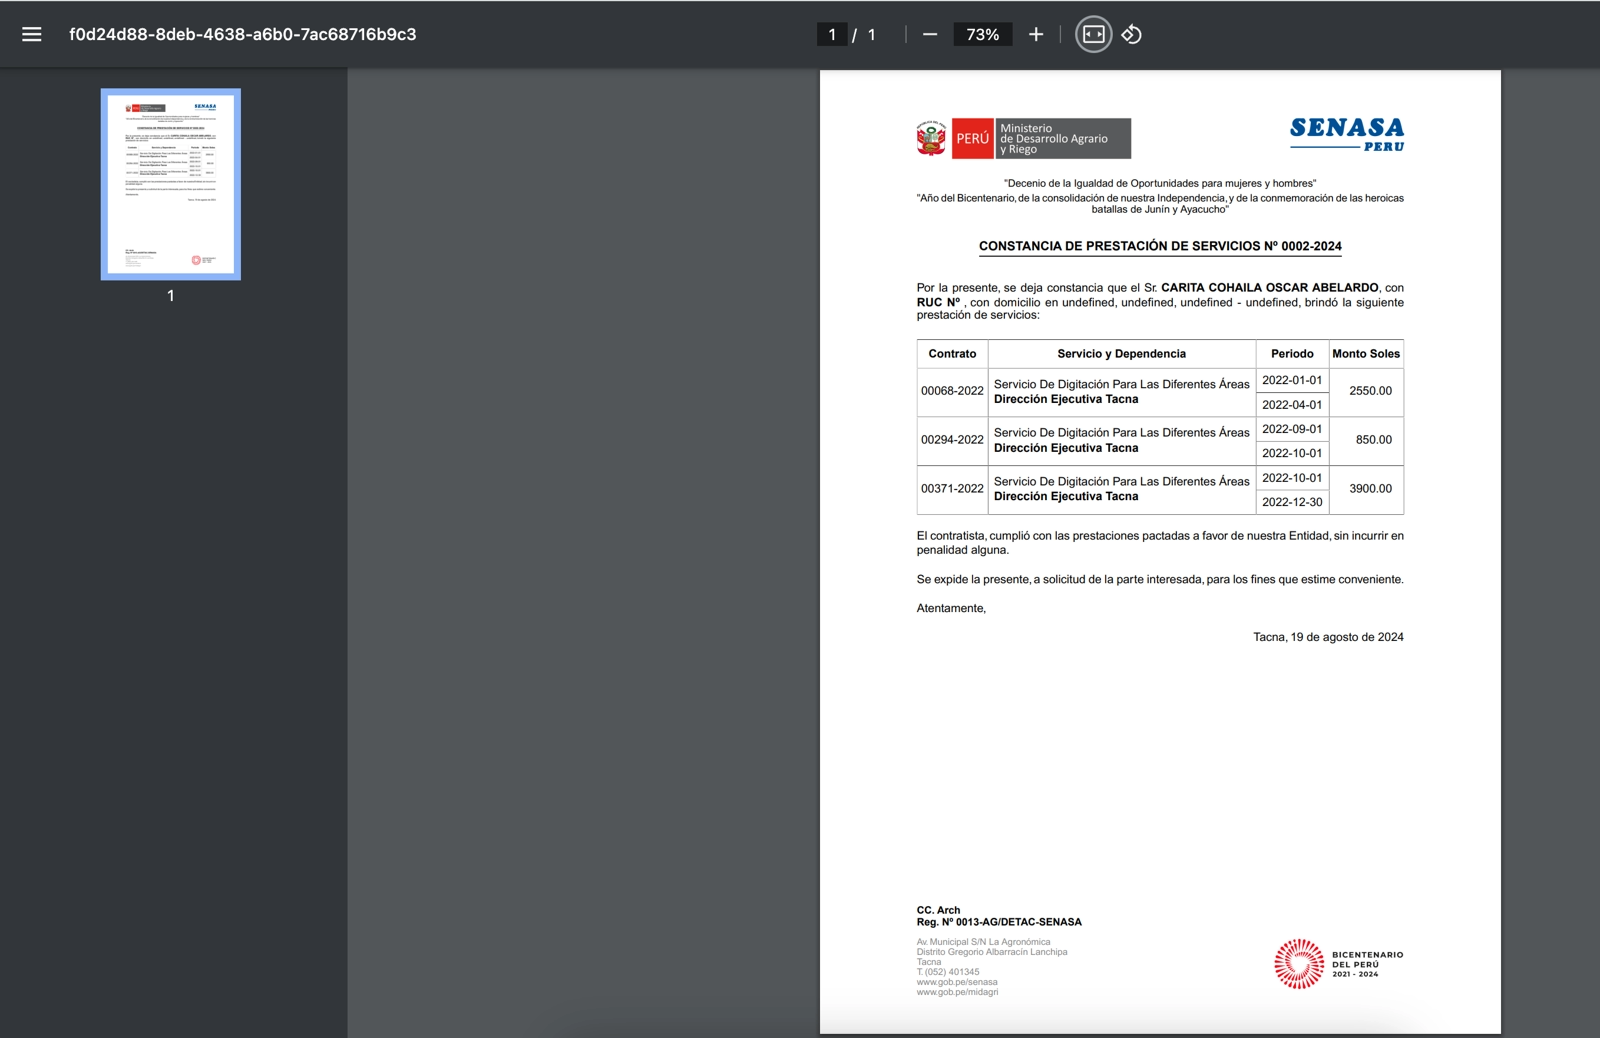 f0d24d88-8deb-4638-a6b0-7ac68716b9c3
1 / 1
73%
1
PERÚ
Ministerio
de Desarrollo Agrario
y Riego
SENASA
PERU
"Decenio de la Igualdad de Oportunidades para mujeres y hombres"
"Año del Bicentenario, de la consolidación de nuestra Independencia, y de la conmemoración de las heroicas
batallas de Junín y Ayacucho"
CONSTANCIA DE PRESTACIÓN DE SERVICIOS Nº 0002-2024
Por la presente, se deja constancia que el Sr. CARITA COHAILA OSCAR ABELARDO, con
RUC Nº , con domicilio en undefined, undefined, undefined - undefined, brindó la siguiente
prestación de servicios:
Contrato Servicio y Dependencia Periodo Monto Soles
00068-2022 Servicio De Digitación Para Las Diferentes Áreas 2022-01-01 2550.00
Dirección Ejecutiva Tacna 2022-04-01
00294-2022 Servicio De Digitación Para Las Diferentes Áreas 2022-09-01 850.00
Dirección Ejecutiva Tacna 2022-10-01
00371-2022 Servicio De Digitación Para Las Diferentes Áreas 2022-10-01 3900.00
Dirección Ejecutiva Tacna 2022-12-30
El contratista, cumplió con las prestaciones pactadas a favor de nuestra Entidad, sin incurrir en
penalidad alguna.
Se expide la presente, a solicitud de la parte interesada, para los fines que estime conveniente.
Atentamente,
Tacna, 19 de agosto de 2024
CC. Arch
Reg. Nº 0013-AG/DETAC-SENASA
Av. Municipal S/N La Agronómica
Distrito Gregorio Albarracín Lanchipa
Tacna
T. (052) 401345
www.gob.pe/senasa
www.gob.pe/midagri
BICENTENARIO
DEL PERÚ
2021 - 2024